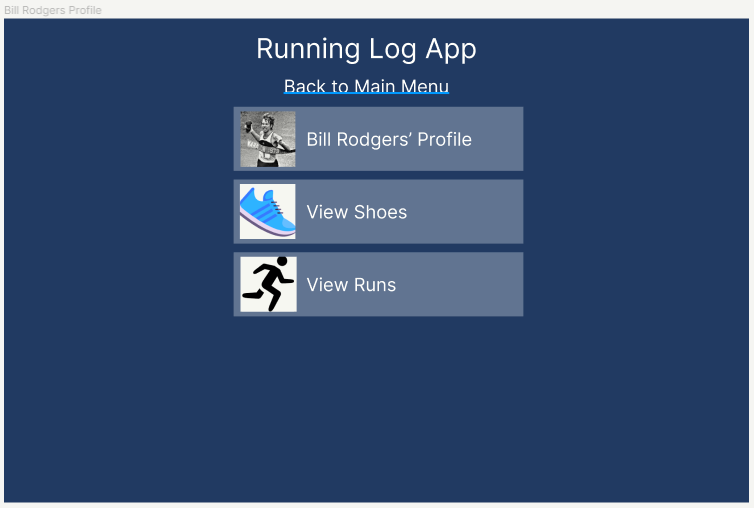 Bill Rodgers Profile
Running Log App
Back to Main Menu
Bill Rodgers’ Profile
View Shoes
View Runs